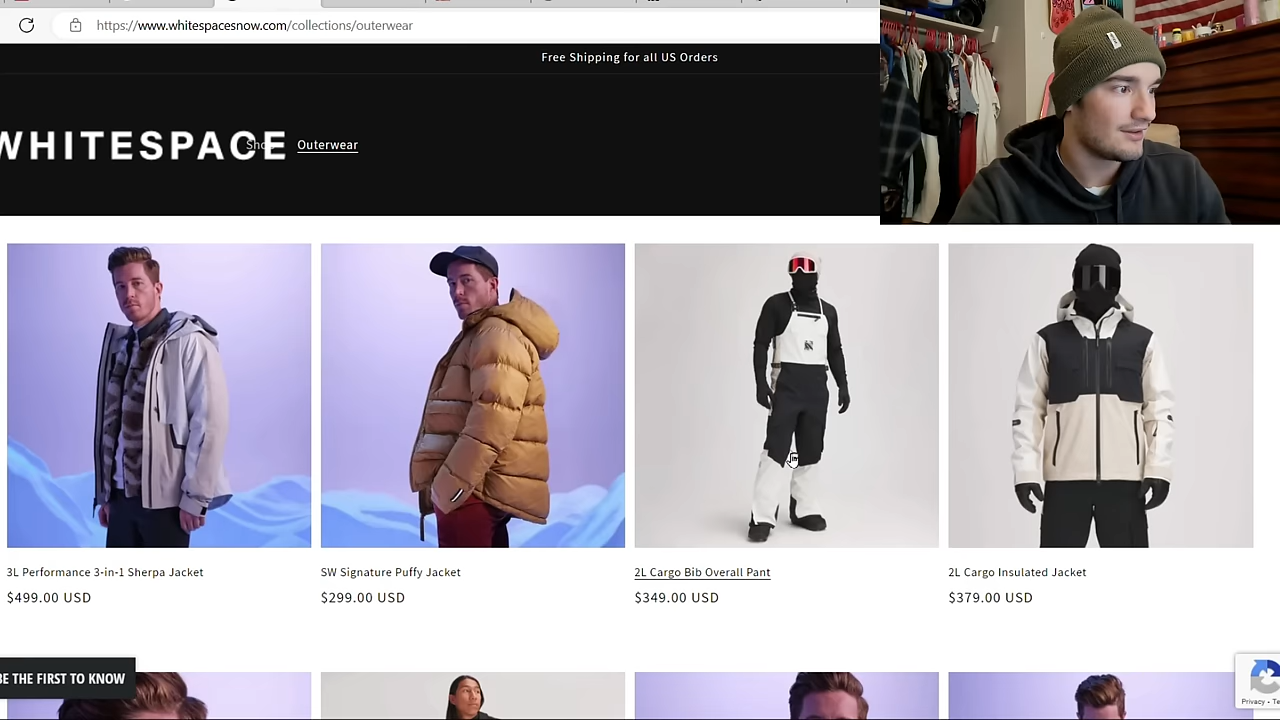 https://www.whitespacesnow.com/collections/outerwear
Free Shipping for all US Orders
WHITESPACE
Outerwear
3L Performance 3-in-1 Sherpa Jacket
$499.00 USD
SW Signature Puffy Jacket
$299.00 USD
2L Cargo Bib Overall Pant
$349.00 USD
2L Cargo Insulated Jacket
$379.00 USD
BE THE FIRST TO KNOW
Privacy - Te